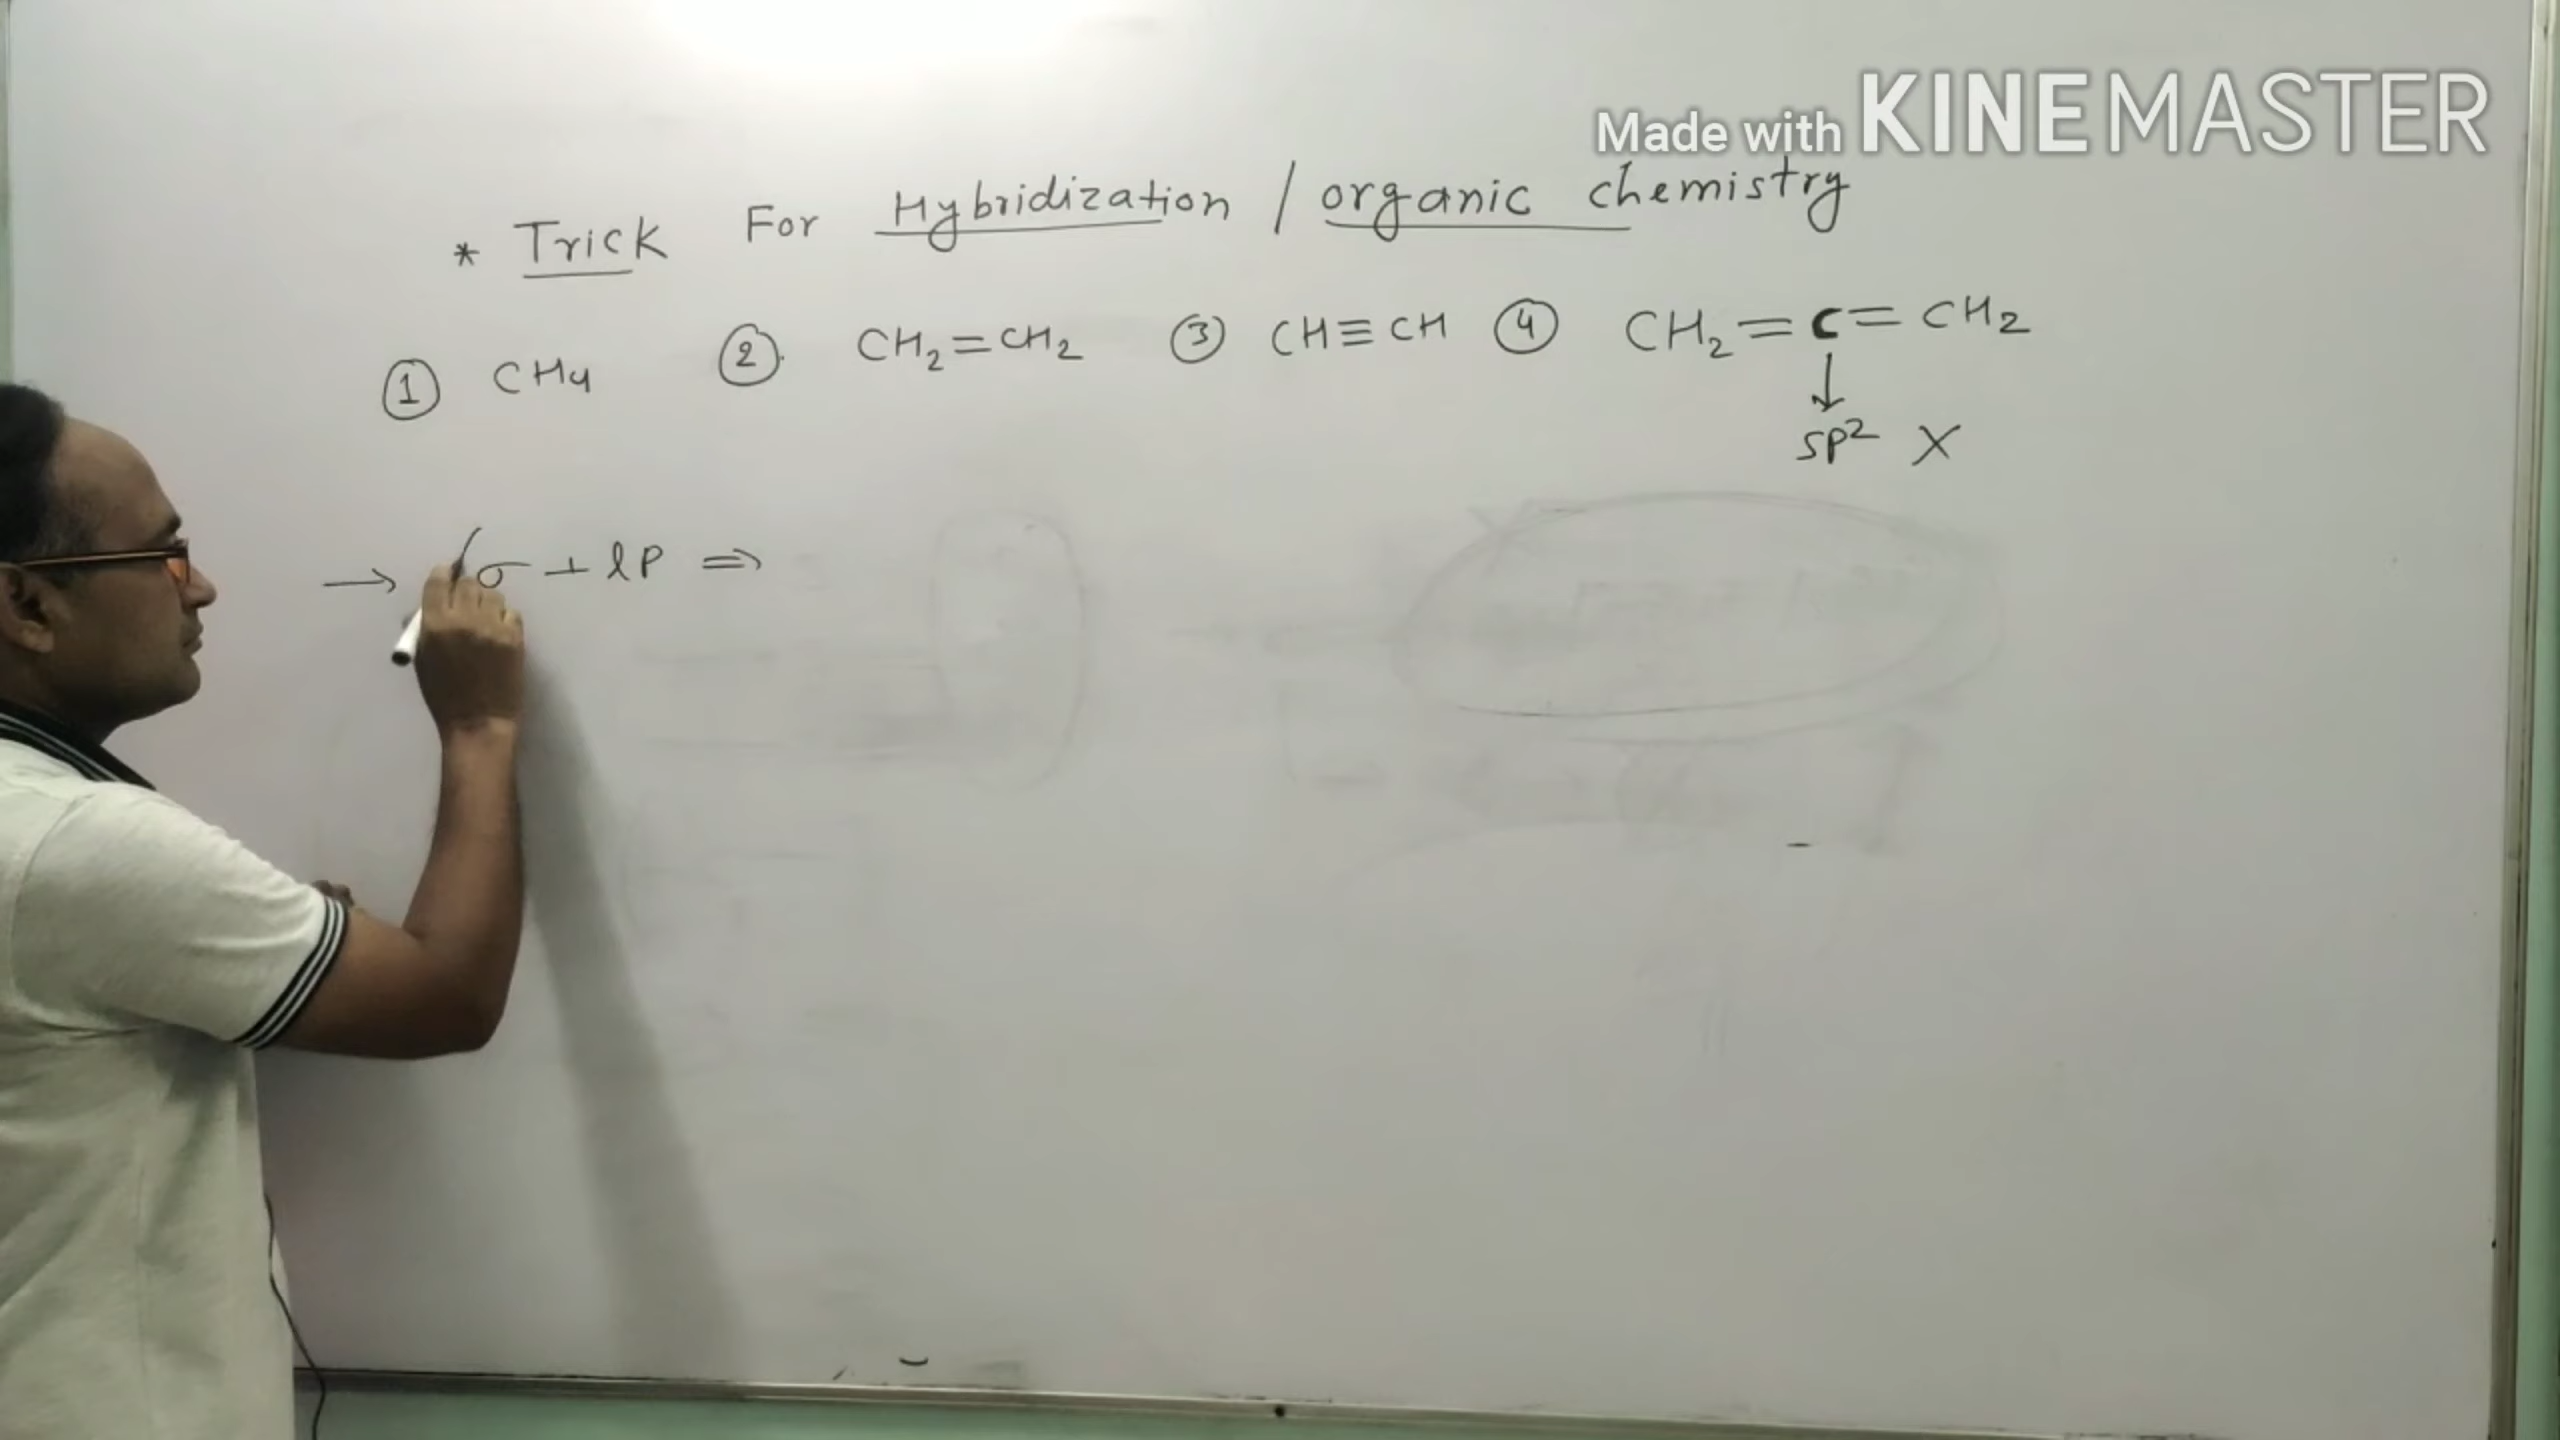 Made with KINEMASTER
* Trick For Hybridization / organic chemistry
① CH4 ② CH₂=CH₂ ③ CH≡CH ④ CH₂=C=CH₂
↓
sp² X
→ (σ + lp ⇒